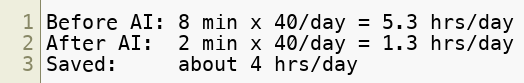 1 Before AI: 8 min x 40/day = 5.3 hrs/day
2 After AI:  2 min x 40/day = 1.3 hrs/day
3 Saved:     about 4 hrs/day